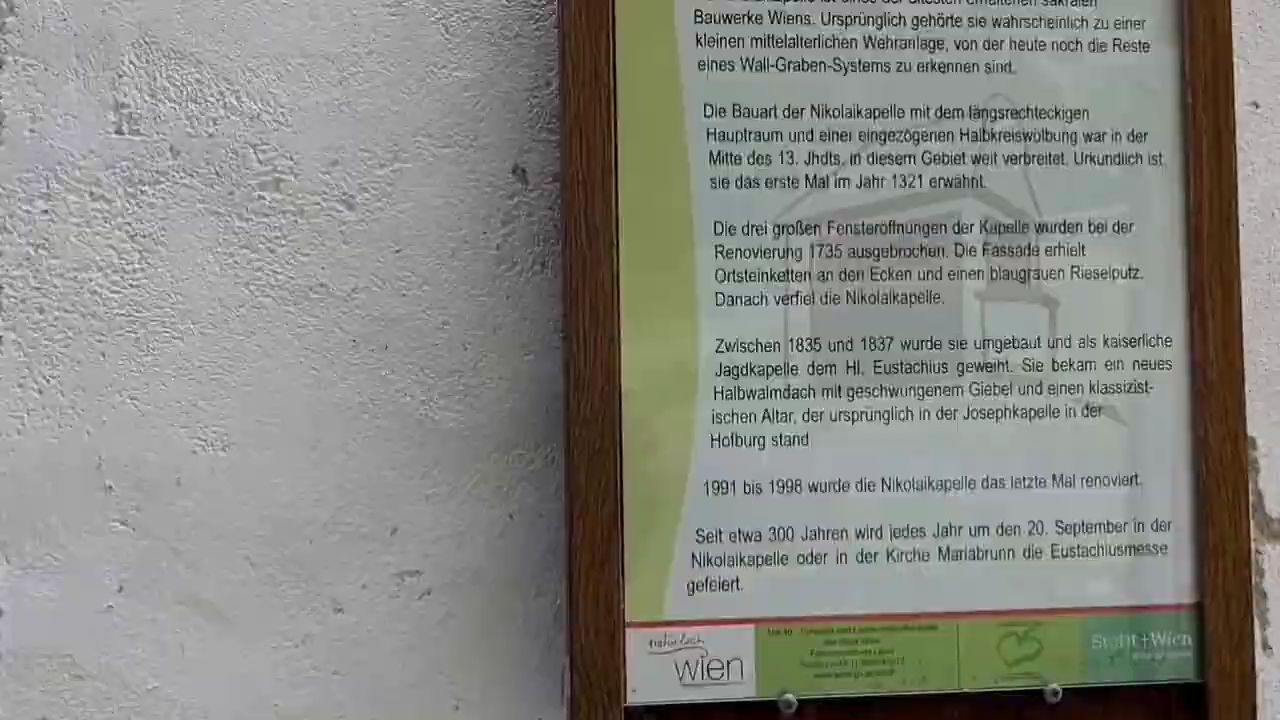 ist eines der ältesten erhaltenen sakralen
Bauwerke Wiens. Ursprünglich gehörte sie wahrscheinlich zu einer
kleinen mittelalterlichen Wehranlage, von der heute noch die Reste
eines Wall-Graben-Systems zu erkennen sind.
Die Bauart der Nikolaikapelle mit dem längsrechteckigen
Hauptraum und einer eingezogenen Halbkreiswölbung war in der
Mitte des 13. Jhdts. in diesem Gebiet weit verbreitet. Urkundlich ist
sie das erste Mal im Jahr 1321 erwähnt.
Die drei großen Fensteröffnungen der Kapelle wurden bei der
Renovierung 1735 ausgebrochen. Die Fassade erhielt
Ortsteinketten an den Ecken und einen blaugrauen Rieselputz.
Danach verfiel die Nikolaikapelle.
Zwischen 1835 und 1837 wurde sie umgebaut und als kaiserliche
Jagdkapelle dem Hl. Eustachius geweiht. Sie bekam ein neues
Halbwalmdach mit geschwungenem Giebel und einen klassizist-
ischen Altar, der ursprünglich in der Josephkapelle in der
Hofburg stand
1991 bis 1998 wurde die Nikolaikapelle das letzte Mal renoviert.
Seit etwa 300 Jahren wird jedes Jahr um den 20. September in der
Nikolaikapelle oder in der Kirche Mariabrunn die Eustachiusmesse
gefeiert.
natürlich
wien
StaDt+Wien